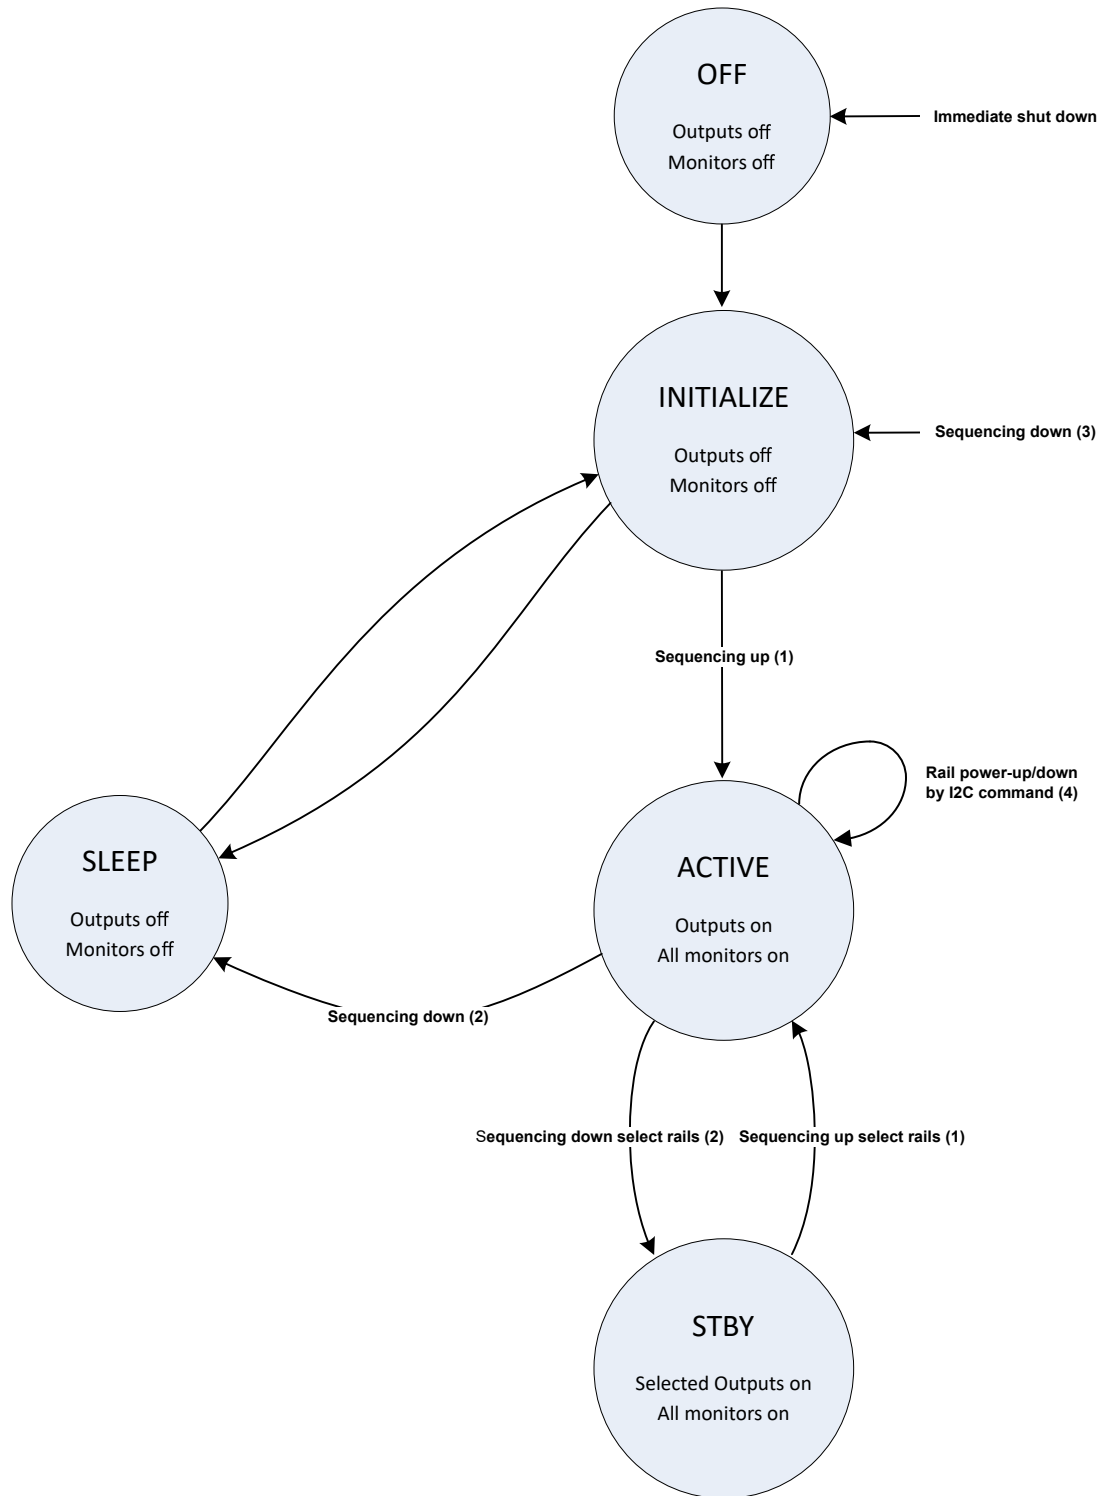 OFF
Outputs off
Monitors off
Immediate shut down
INITIALIZE
Outputs off
Monitors off
Sequencing down (3)
Sequencing up (1)
Rail power-up/down
by I2C command (4)
ACTIVE
Outputs on
All monitors on
SLEEP
Outputs off
Monitors off
Sequencing down (2)
Sequencing down select rails (2)
Sequencing up select rails (1)
STBY
Selected Outputs on
All monitors on